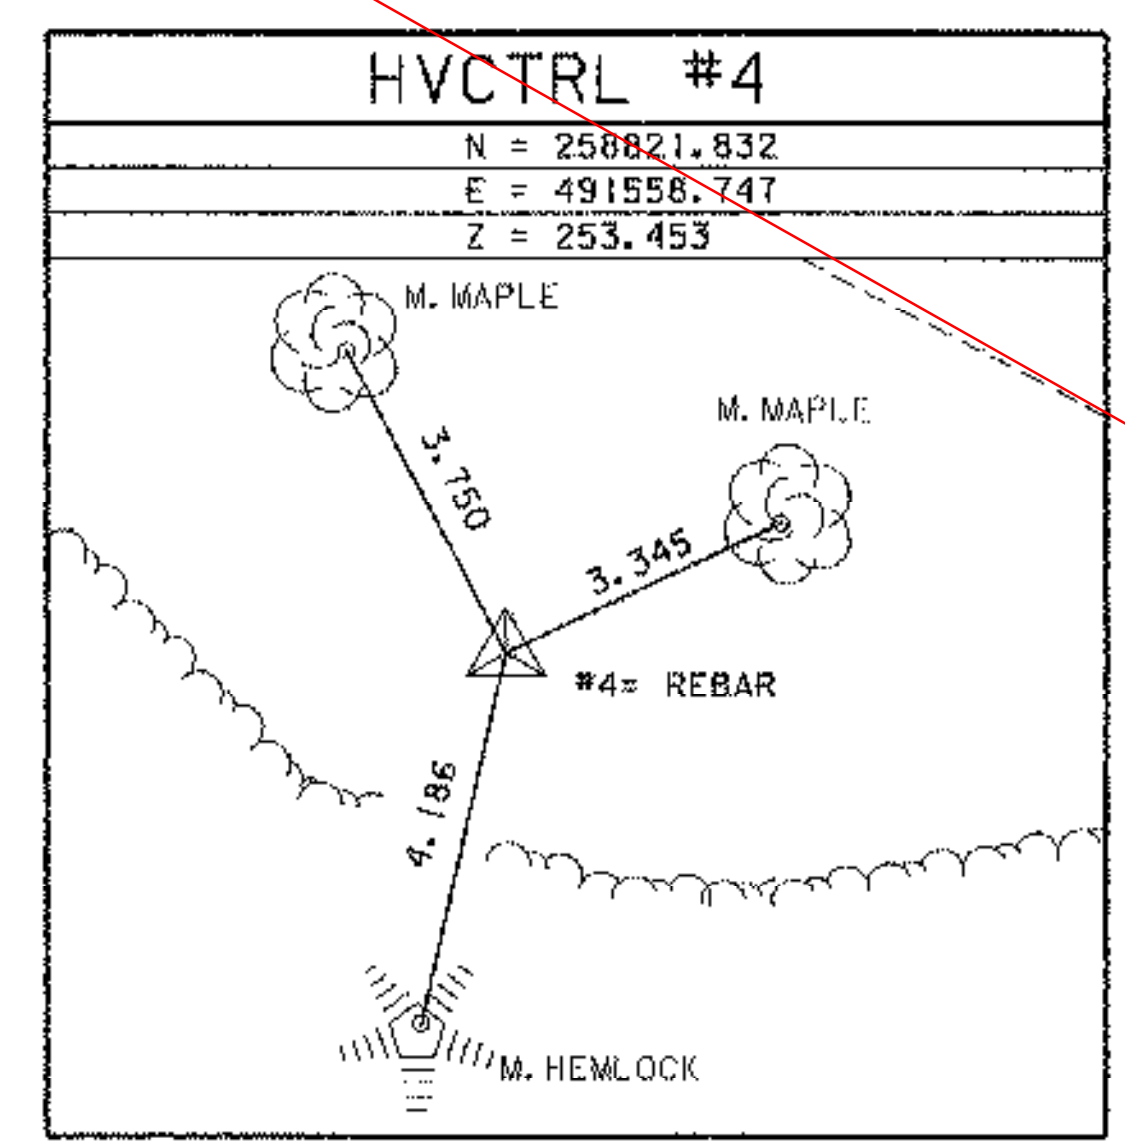 HVCTRL #4
N = 258821.832
E = 491558.747
Z = 253.453
M. MAPLE
M. MAPLE
3.750
3.345
#4= REBAR
4.186
M. HEMLOCK